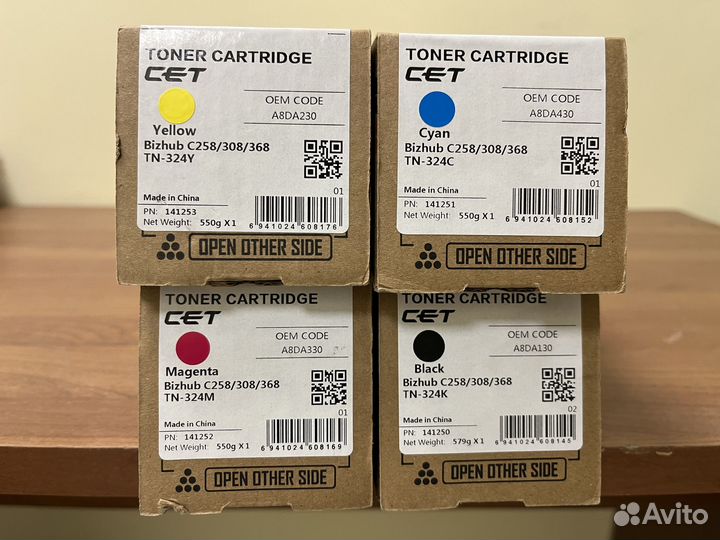 TONER CARTRIDGE
CET
OEM CODE
A8DA230
Yellow
Bizhub C258/308/368
TN-324Y
01
Made in China
PN: 141253
Net Weight: 550g X 1
6 941024 608176
OPEN OTHER SIDE
TONER CARTRIDGE
CET
OEM CODE
A8DA430
Cyan
Bizhub C258/308/368
TN-324C
01
Made in China
PN: 141251
Net Weight: 550g X 1
6 941024 608152
OPEN OTHER SIDE
TONER CARTRIDGE
CET
OEM CODE
A8DA330
Magenta
Bizhub C258/308/368
TN-324M
01
Made in China
PN: 141252
Net Weight: 550g X 1
6 941024 608169
OPEN OTHER SIDE
TONER CARTRIDGE
CET
OEM CODE
A8DA130
Black
Bizhub C258/308/368
TN-324K
02
Made in China
PN: 141250
Net Weight: 579g X 1
6 941024 608145
OPEN OTHER SIDE
Avito